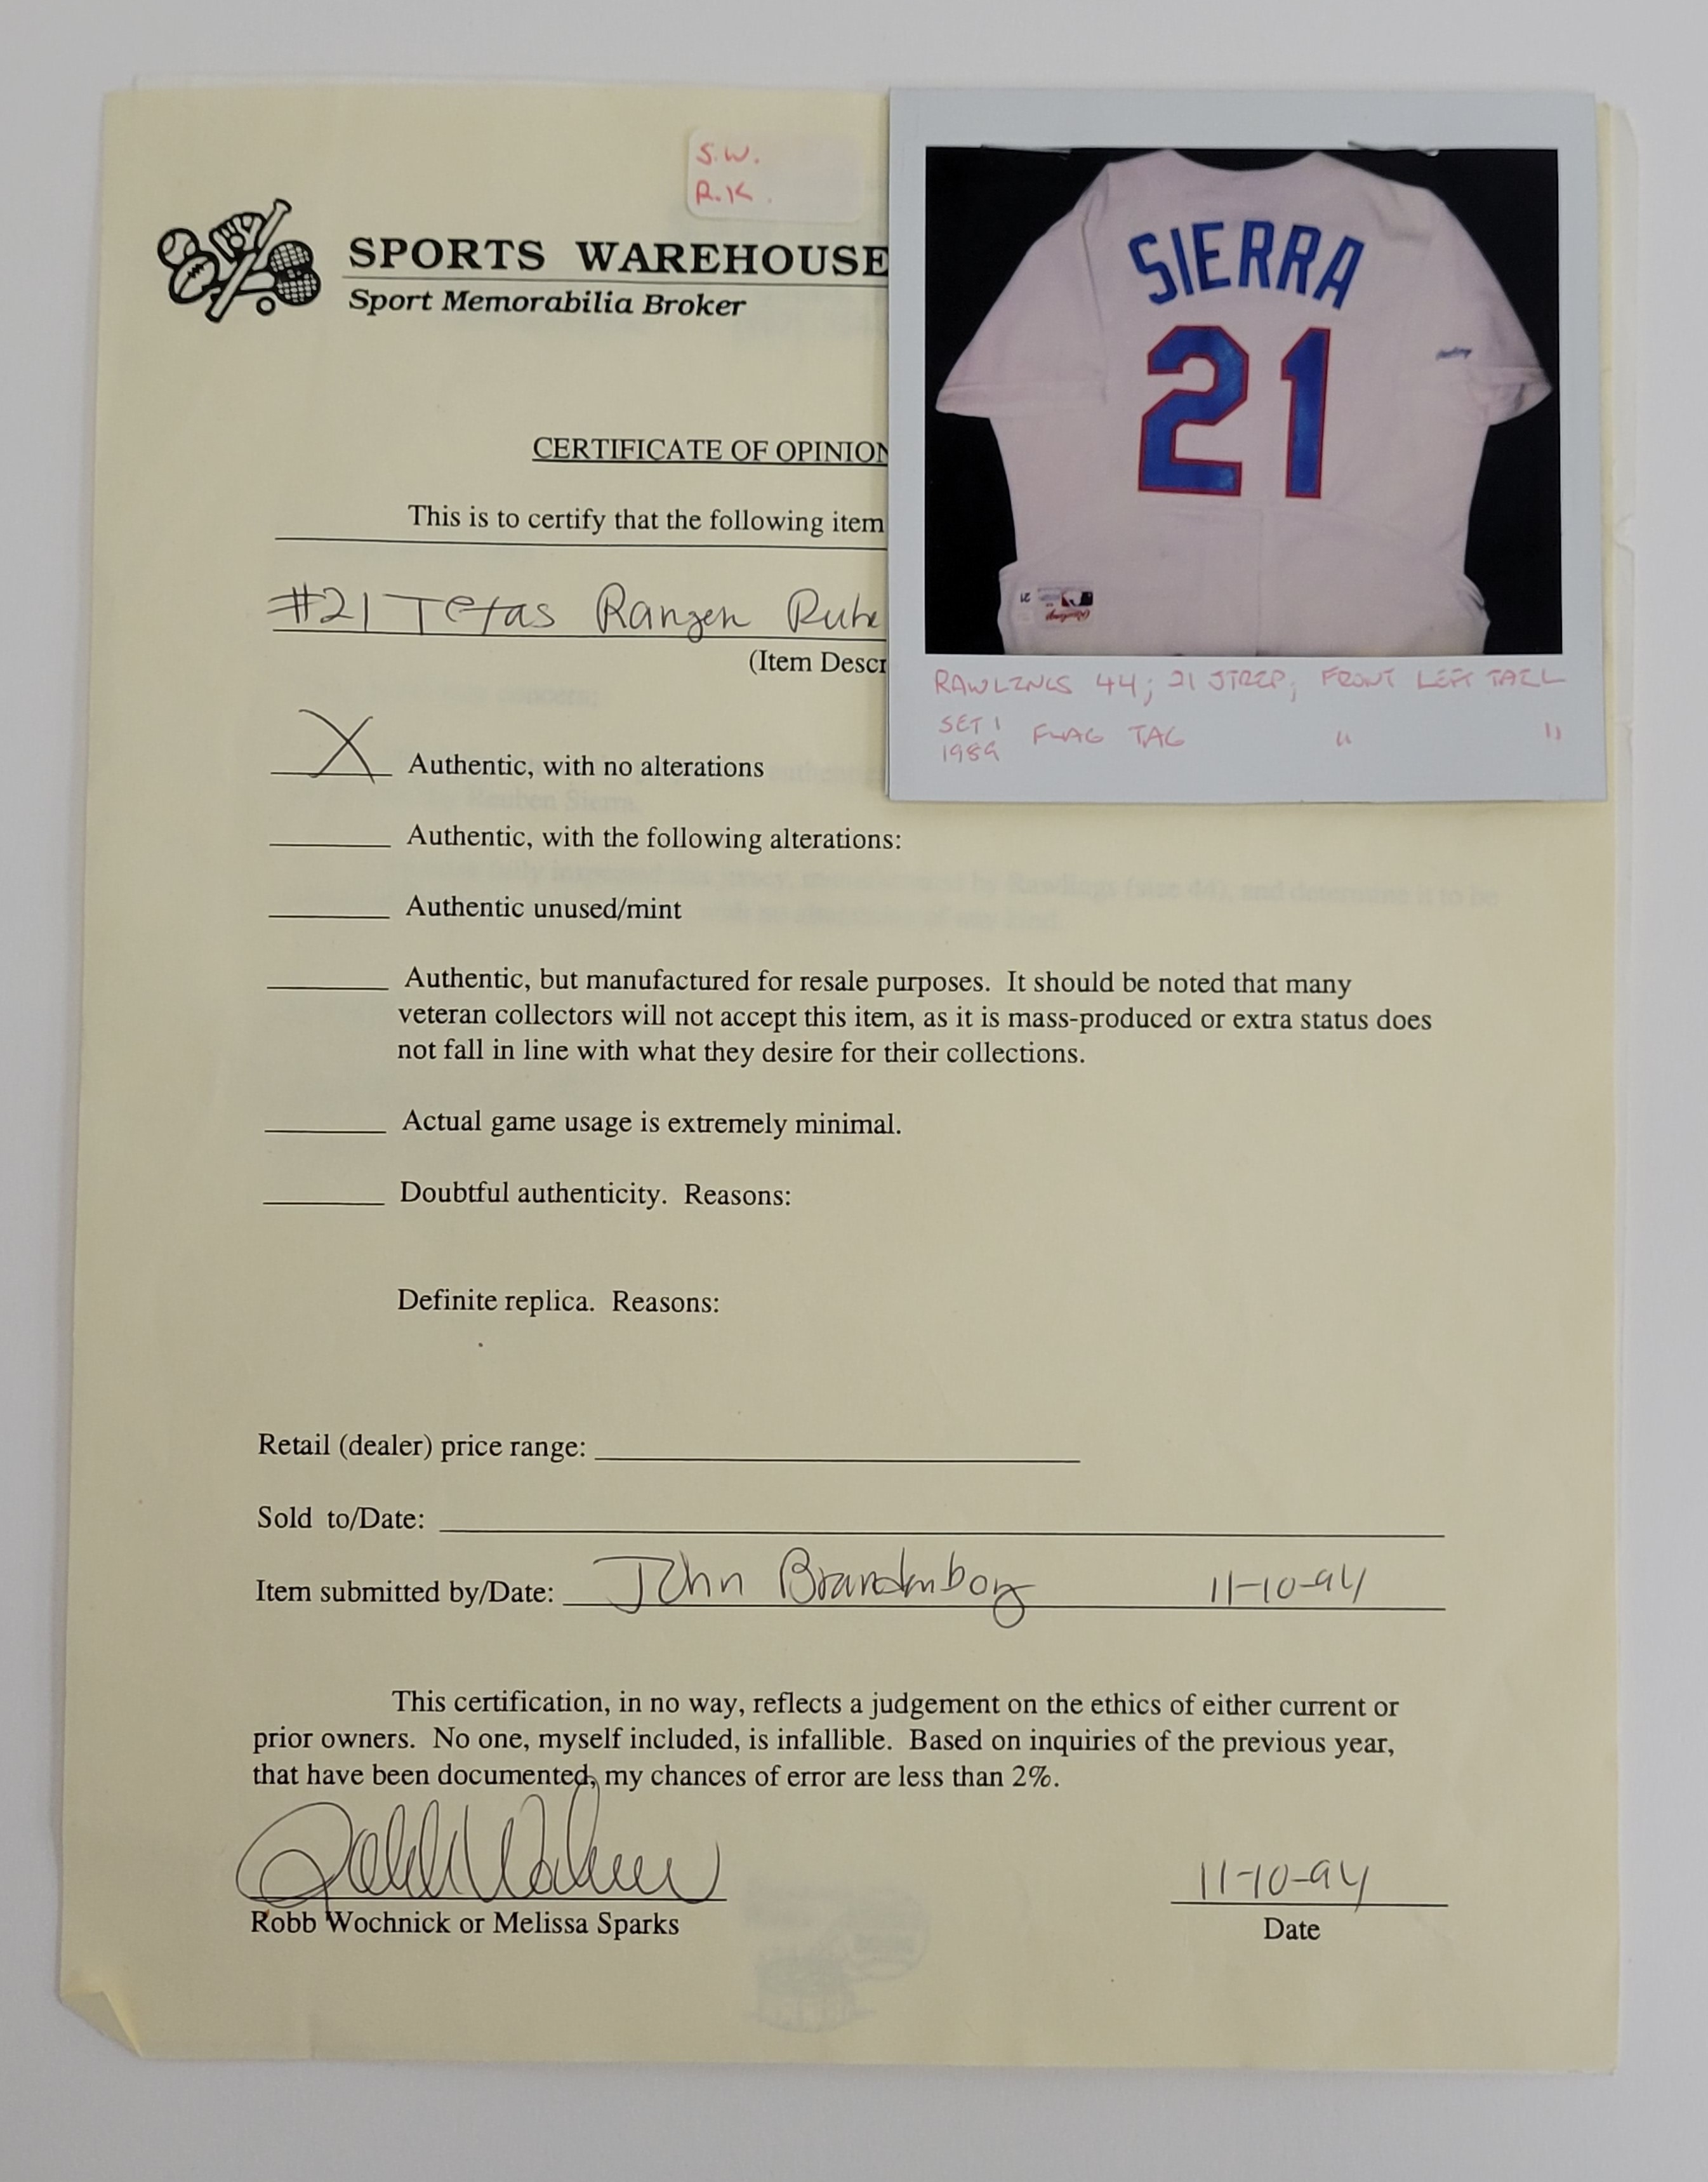 S.W.
R.K.
SPORTS WAREHOUSE
Sport Memorabilia Broker
CERTIFICATE OF OPINION
This is to certify that the following item
#21 Texas Ranger Rube
(Item Descr
X Authentic, with no alterations
Authentic, with the following alterations:
Authentic unused/mint
Authentic, but manufactured for resale purposes. It should be noted that many
veteran collectors will not accept this item, as it is mass-produced or extra status does
not fall in line with what they desire for their collections.
Actual game usage is extremely minimal.
Doubtful authenticity. Reasons:
Definite replica. Reasons:
Retail (dealer) price range:
Sold to/Date:
Item submitted by/Date: John Brandenborg 11-10-94
This certification, in no way, reflects a judgement on the ethics of either current or
prior owners. No one, myself included, is infallible. Based on inquiries of the previous year,
that have been documented, my chances of error are less than 2%.
11-10-94
Robb Wochnick or Melissa Sparks
Date
SIERRA
21
Rawlings
21
Rawlings
RAWLINGS 44; 21 STRIP; FRONT LEFT TAIL
SET 1 FLAG TAG " "
1989